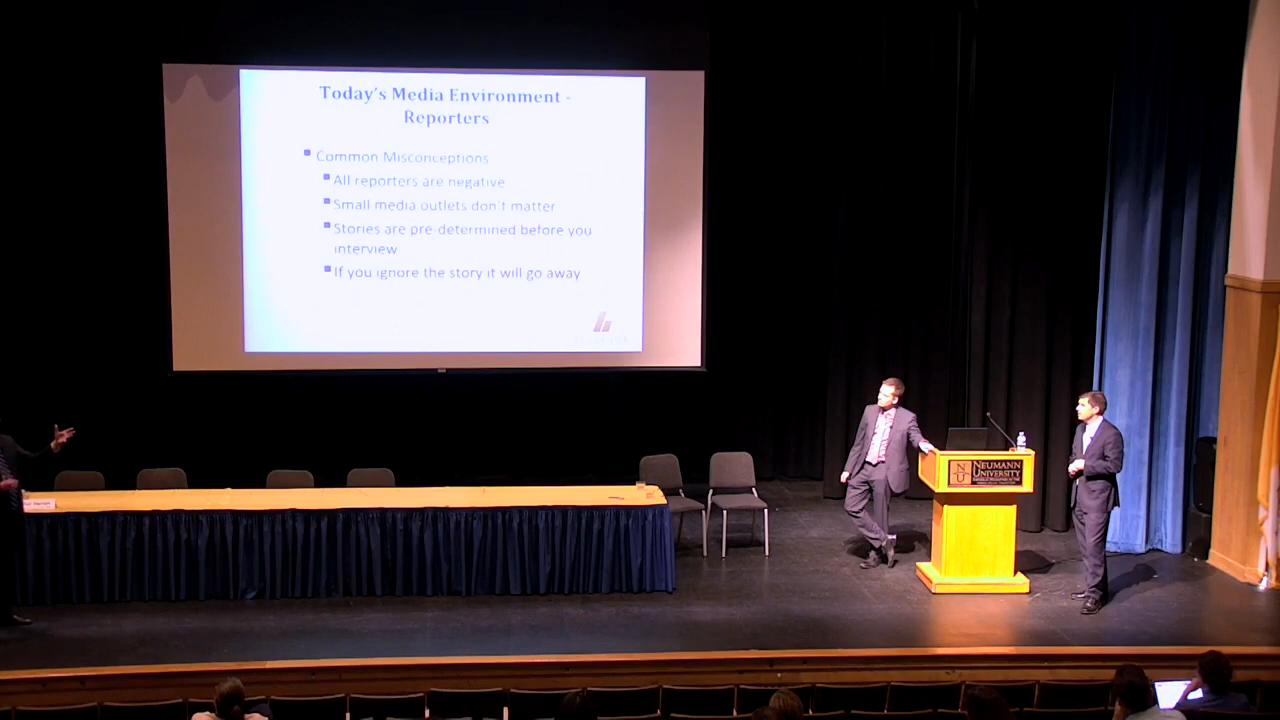 Today's Media Environment -
Reporters
Common Misconceptions
All reporters are negative
Small media outlets don't matter
Stories are pre-determined before you
interview
If you ignore the story it will go away
NU
NEUMANN
UNIVERSITY